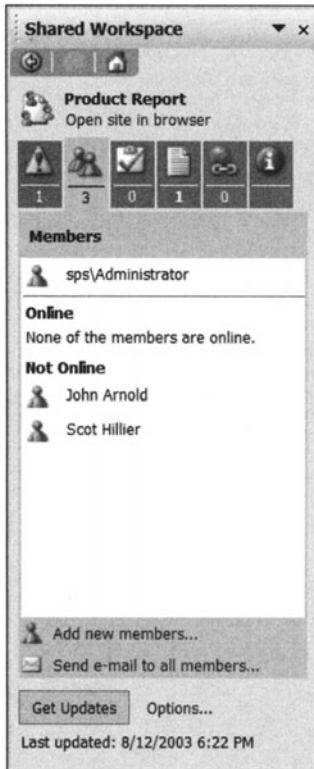 Shared Workspace
Product Report
Open site in browser
1 3 0 1 0
Members
sps\Administrator
Online
None of the members are online.
Not Online
John Arnold
Scot Hillier
Add new members...
Send e-mail to all members...
Get Updates Options...
Last updated: 8/12/2003 6:22 PM